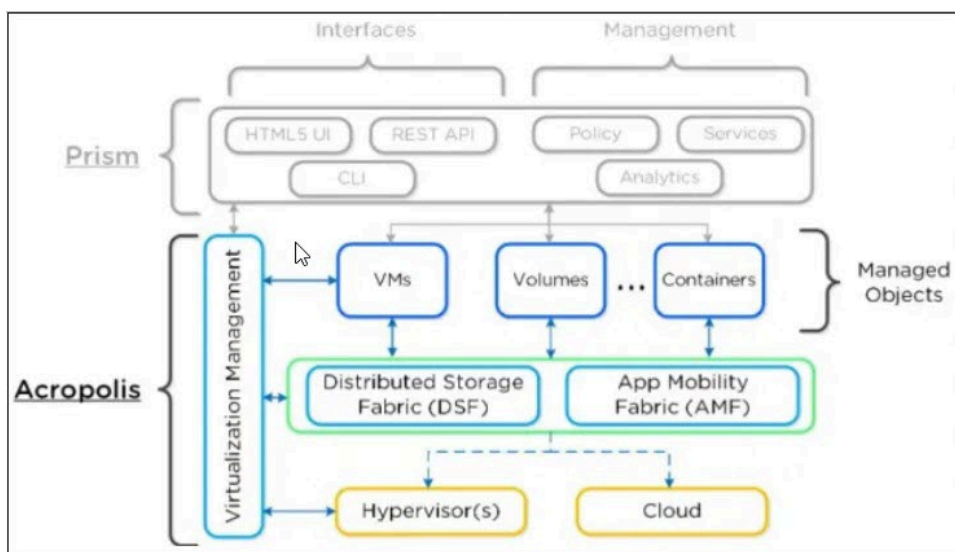 Interfaces
Management
HTML5 UI
REST API
Policy
Services
Prism
CLI
Analytics
Virtualization Management
VMs
Volumes
...
Containers
Managed
Objects
Acropolis
Distributed Storage
Fabric (DSF)
App Mobility
Fabric (AMF)
Hypervisor(s)
Cloud